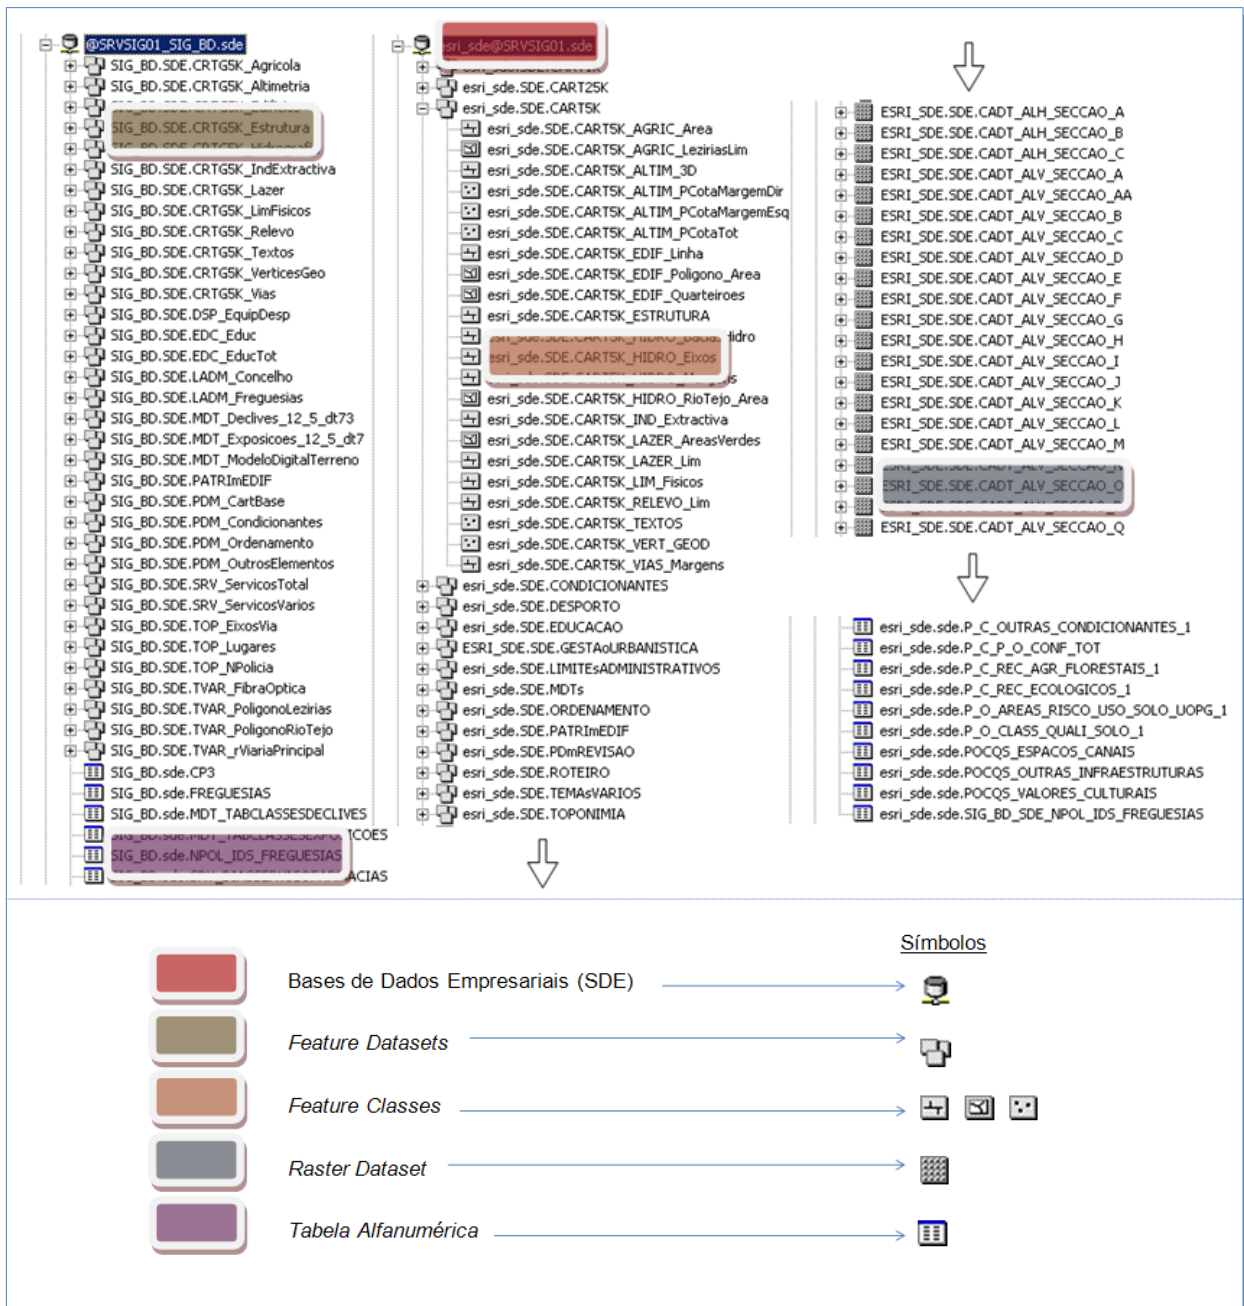 @SRVSIG01_SIG_BD.sde
SIG_BD.SDE.CRTG5K_Agricola
SIG_BD.SDE.CRTG5K_Altimetria
SIG_BD.SDE.CRTG5K_Estrutura
SIG_BD.SDE.CRTG5K_IndExtractiva
SIG_BD.SDE.CRTG5K_Lazer
SIG_BD.SDE.CRTG5K_LimFisicos
SIG_BD.SDE.CRTG5K_Relevo
SIG_BD.SDE.CRTG5K_Textos
SIG_BD.SDE.CRTG5K_VerticesGeo
SIG_BD.SDE.CRTG5K_Vias
SIG_BD.SDE.DSP_EquipDesp
SIG_BD.SDE.EDC_Educ
SIG_BD.SDE.EDC_EducTot
SIG_BD.SDE.LADM_Concelho
SIG_BD.SDE.LADM_Freguesias
SIG_BD.SDE.MDT_Declives_12_5_dt73
SIG_BD.SDE.MDT_Exposicoes_12_5_dt7
SIG_BD.SDE.MDT_ModeloDigitalTerreno
SIG_BD.SDE.PATRImEDIF
SIG_BD.SDE.PDM_CartBase
SIG_BD.SDE.PDM_Condicionantes
SIG_BD.SDE.PDM_Ordenamento
SIG_BD.SDE.PDM_OutrosElementos
SIG_BD.SDE.SRV_ServicosTotal
SIG_BD.SDE.SRV_ServicosVarios
SIG_BD.SDE.TOP_EixosVia
SIG_BD.SDE.TOP_Lugares
SIG_BD.SDE.TOP_NPolicia
SIG_BD.SDE.TVAR_FibraOptica
SIG_BD.SDE.TVAR_PoligonoLezirias
SIG_BD.SDE.TVAR_PoligonoRioTejo
SIG_BD.SDE.TVAR_rViariaPrincipal
SIG_BD.sde.CP3
SIG_BD.sde.FREGUESIAS
SIG_BD.sde.MDT_TABCLASSESDECLIVES
SIG_BD.sde.MDT_TABCLASSESEXPOSICOES
SIG_BD.sde.NPOL_IDS_FREGUESIAS
esri_sde@SRVSIG01.sde
esri_sde.SDE.CART25K
esri_sde.SDE.CART5K
esri_sde.SDE.CART5K_AGRIC_Area
esri_sde.SDE.CART5K_AGRIC_LeziriasLim
esri_sde.SDE.CART5K_ALTIM_3D
esri_sde.SDE.CART5K_ALTIM_PCotaMargemDir
esri_sde.SDE.CART5K_ALTIM_PCotaMargemEsq
esri_sde.SDE.CART5K_ALTIM_PCotaTot
esri_sde.SDE.CART5K_EDIF_Linha
esri_sde.SDE.CART5K_EDIF_Poligono_Area
esri_sde.SDE.CART5K_EDIF_Quarteiroes
esri_sde.SDE.CART5K_ESTRUTURA
esri_sde.SDE.CART5K_HIDRO_BaciasHidro
esri_sde.SDE.CART5K_HIDRO_Eixos
esri_sde.SDE.CART5K_HIDRO_Margens
esri_sde.SDE.CART5K_HIDRO_RioTejo_Area
esri_sde.SDE.CART5K_IND_Extractiva
esri_sde.SDE.CART5K_LAZER_AreasVerdes
esri_sde.SDE.CART5K_LAZER_Lim
esri_sde.SDE.CART5K_LIM_Fisicos
esri_sde.SDE.CART5K_RELEVO_Lim
esri_sde.SDE.CART5K_TEXTOS
esri_sde.SDE.CART5K_VERT_GEOD
esri_sde.SDE.CART5K_VIAS_Margens
esri_sde.SDE.CONDICIONANTES
esri_sde.SDE.DESPORTO
esri_sde.SDE.EDUCACAO
ESRI_SDE.SDE.GESTAoURBANISTICA
esri_sde.SDE.LIMITEsADMINISTRATIVOS
esri_sde.SDE.MDTs
esri_sde.SDE.ORDENAMENTO
esri_sde.SDE.PATRImEDIF
esri_sde.SDE.PDmREVISAO
esri_sde.SDE.ROTEIRO
esri_sde.SDE.TEMAsVARIOS
esri_sde.SDE.TOPONIMIA
ESRI_SDE.SDE.CADT_ALH_SECCAO_A
ESRI_SDE.SDE.CADT_ALH_SECCAO_B
ESRI_SDE.SDE.CADT_ALH_SECCAO_C
ESRI_SDE.SDE.CADT_ALV_SECCAO_A
ESRI_SDE.SDE.CADT_ALV_SECCAO_AA
ESRI_SDE.SDE.CADT_ALV_SECCAO_B
ESRI_SDE.SDE.CADT_ALV_SECCAO_C
ESRI_SDE.SDE.CADT_ALV_SECCAO_D
ESRI_SDE.SDE.CADT_ALV_SECCAO_E
ESRI_SDE.SDE.CADT_ALV_SECCAO_F
ESRI_SDE.SDE.CADT_ALV_SECCAO_G
ESRI_SDE.SDE.CADT_ALV_SECCAO_H
ESRI_SDE.SDE.CADT_ALV_SECCAO_I
ESRI_SDE.SDE.CADT_ALV_SECCAO_J
ESRI_SDE.SDE.CADT_ALV_SECCAO_K
ESRI_SDE.SDE.CADT_ALV_SECCAO_L
ESRI_SDE.SDE.CADT_ALV_SECCAO_M
ESRI_SDE.SDE.CADT_ALV_SECCAO_N
ESRI_SDE.SDE.CADT_ALV_SECCAO_O
ESRI_SDE.SDE.CADT_ALV_SECCAO_Q
esri_sde.sde.P_C_OUTRAS_CONDICIONANTES_1
esri_sde.sde.P_C_P_O_CONF_TOT
esri_sde.sde.P_C_REC_AGR_FLORESTAIS_1
esri_sde.sde.P_C_REC_ECOLOGICOS_1
esri_sde.sde.P_O_AREAS_RISCO_USO_SOLO_UOPG_1
esri_sde.sde.P_O_CLASS_QUALI_SOLO_1
esri_sde.sde.POCQS_ESPACOS_CANAIS
esri_sde.sde.POCQS_OUTRAS_INFRAESTRUTURAS
esri_sde.sde.POCQS_VALORES_CULTURAIS
esri_sde.sde.SIG_BD_SDE_NPOL_IDS_FREGUESIAS
Símbolos
Bases de Dados Empresariais (SDE)
Feature Datasets
Feature Classes
Raster Dataset
Tabela Alfanumérica